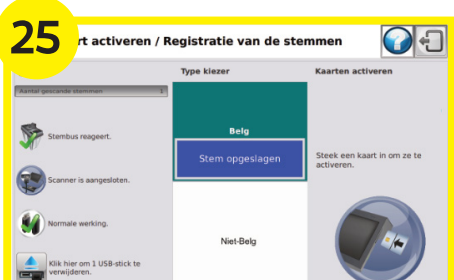 25
rt activeren / Registratie van de stemmen
Type kiezer
Kaarten activeren
Aantal gescande stemmen 1
Stembus reageert.
Scanner is aangesloten.
Normale werking.
Klik hier om 1 USB-stick te
verwijderen.
Belg
Stem opgeslagen
Niet-Belg
Steek een kaart in om ze te
activeren.